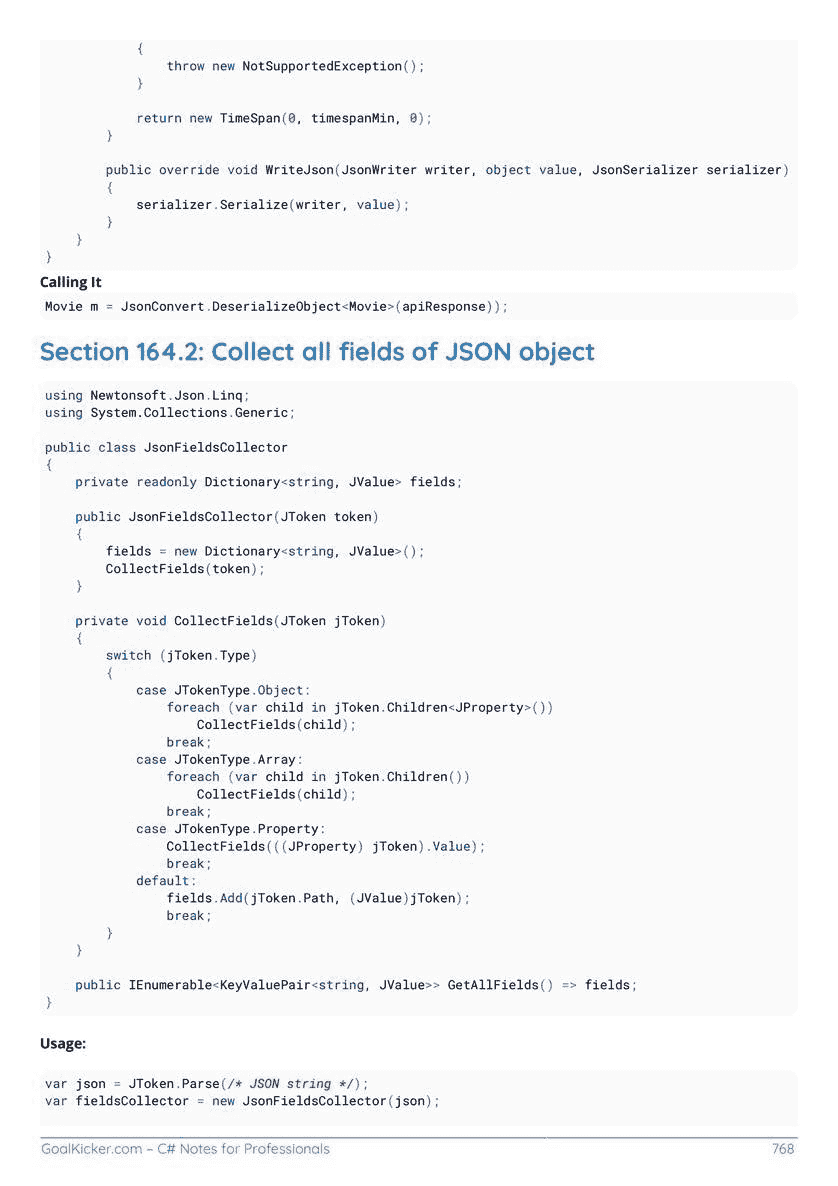 {
throw new NotSupportedException();
}
return new TimeSpan(0, timespanMin, 0);
}
public override void WriteJson(JsonWriter writer, object value, JsonSerializer serializer)
{
serializer.Serialize(writer, value);
}
}
}
Calling It
Movie m = JsonConvert.DeserializeObject<Movie>(apiResponse));
Section 164.2: Collect all fields of JSON object
using Newtonsoft.Json.Linq;
using System.Collections.Generic;
public class JsonFieldsCollector
{
private readonly Dictionary<string, JValue> fields;
public JsonFieldsCollector(JToken token)
{
fields = new Dictionary<string, JValue>();
CollectFields(token);
}
private void CollectFields(JToken jToken)
{
switch (jToken.Type)
{
case JTokenType.Object:
foreach (var child in jToken.Children<JProperty>())
CollectFields(child);
break;
case JTokenType.Array:
foreach (var child in jToken.Children())
CollectFields(child);
break;
case JTokenType.Property:
CollectFields(((JProperty) jToken).Value);
break;
default:
fields.Add(jToken.Path, (JValue)jToken);
break;
}
}
public IEnumerable<KeyValuePair<string, JValue>> GetAllFields() => fields;
}
Usage:
var json = JToken.Parse(/* JSON string */);
var fieldsCollector = new JsonFieldsCollector(json);
GoalKicker.com – C# Notes for Professionals 768